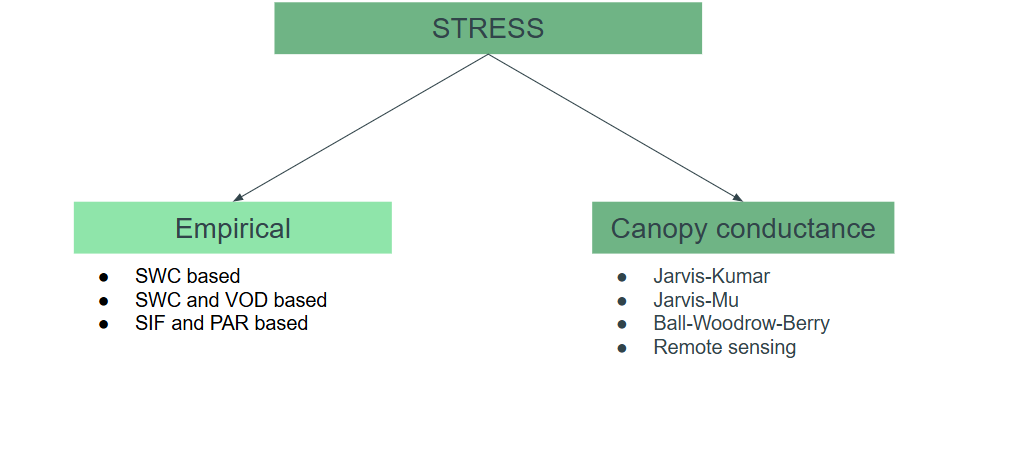 STRESS
Empirical
● SWC based
● SWC and VOD based
● SIF and PAR based
Canopy conductance
● Jarvis-Kumar
● Jarvis-Mu
● Ball-Woodrow-Berry
● Remote sensing